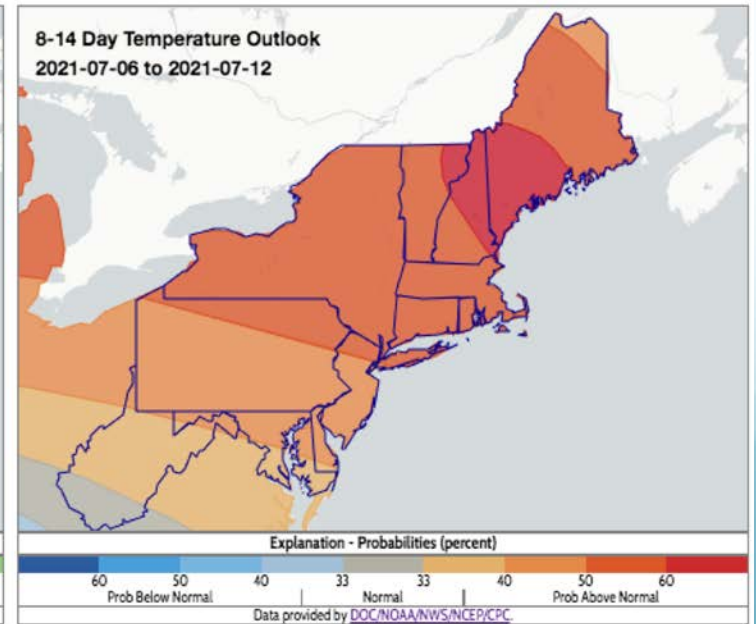 8-14 Day Temperature Outlook
2021-07-06 to 2021-07-12
Explanation - Probabilities (percent)
60 50 40 33 33 40 50 60
Prob Below Normal | Normal | Prob Above Normal
Data provided by DOC/NOAA/NWS/NCEP/CPC.